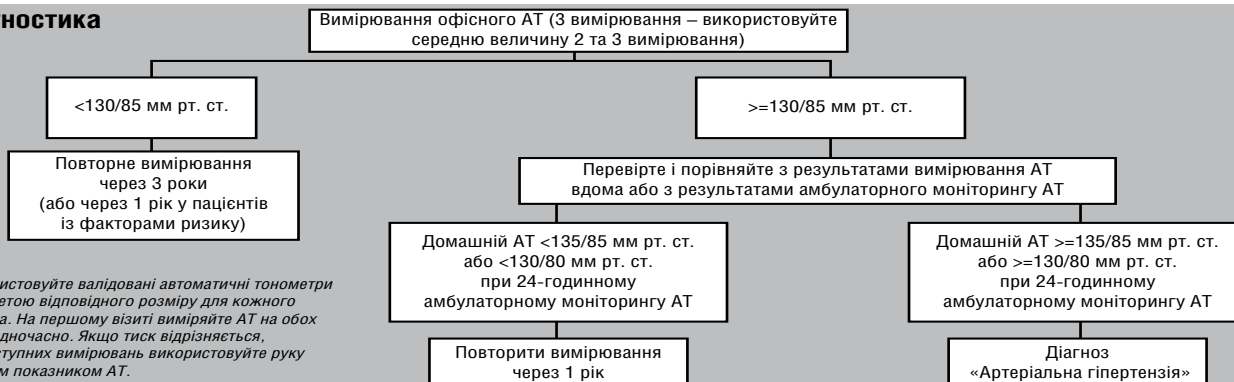 Вимірювання офісного АТ (3 вимірювання – використовуйте
середню величину 2 та 3 вимірювання)
<130/85 мм рт. ст.
>=130/85 мм рт. ст.
Повторне вимірювання
через 3 роки
(або через 1 рік у пацієнтів
із факторами ризику)
Перевірте і порівняйте з результатами вимірювання АТ
вдома або з результатами амбулаторного моніторингу АТ
Домашній АТ <135/85 мм рт. ст.
або <130/80 мм рт. ст.
при 24-годинному
амбулаторному моніторингу АТ
Домашній АТ >=135/85 мм рт. ст.
або >=130/80 мм рт. ст.
при 24-годинному
амбулаторному моніторингу АТ
Повторити вимірювання
через 1 рік
Діагноз
«Артеріальна гіпертензія»
валідовані автоматичні тонометри
відповідного розміру для кожного
На першому візиті виміряйте АТ на обох
Якщо тиск відрізняється,
вимірювань використовуйте руку
показником АТ.